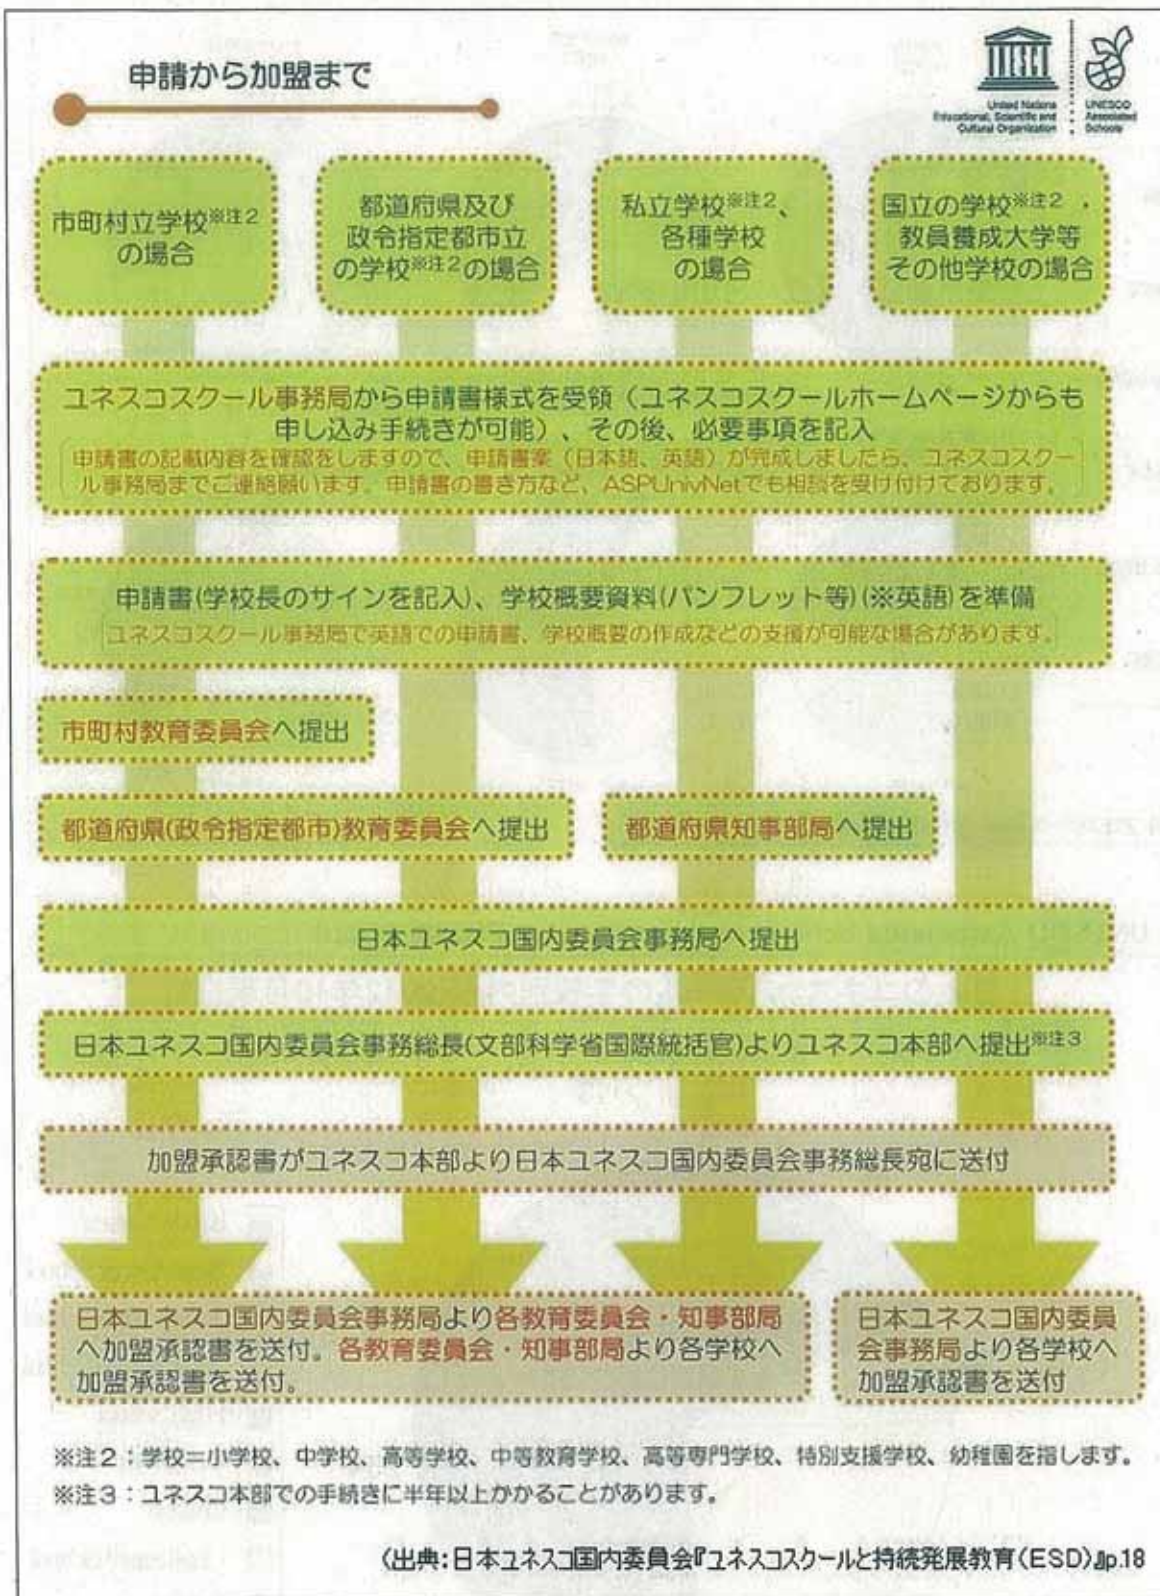 申請から加盟まで
United Nations
Educational, Scientific and
Cultural Organization
UNESCO
Associated
Schools
市町村立学校※注2
の場合
都道府県及び
政令指定都市立
の学校※注2の場合
私立学校※注2、
各種学校
の場合
国立の学校※注2・
教員養成大学等
その他学校の場合
ユネスコスクール事務局から申請書様式を受領（ユネスコスクールホームページからも
申し込み手続きが可能）、その後、必要事項を記入
申請書の記載内容を確認をしますので、申請書案（日本語、英語）が完成しましたら、ユネスコスクー
ル事務局までご連絡願います。申請書の書き方など、ASPUnivNetでも相談を受け付けております。
申請書(学校長のサインを記入)、学校概要資料(パンフレット等)(※英語)を準備
ユネスコスクール事務局で英語での申請書、学校概要の作成などの支援が可能な場合があります。
市町村教育委員会へ提出
都道府県(政令指定都市)教育委員会へ提出
都道府県知事部局へ提出
日本ユネスコ国内委員会事務局へ提出
日本ユネスコ国内委員会事務総長(文部科学省国際統括官)よりユネスコ本部へ提出※注3
加盟承認書がユネスコ本部より日本ユネスコ国内委員会事務総長宛に送付
日本ユネスコ国内委員会事務局より各教育委員会・知事部局
へ加盟承認書を送付。各教育委員会・知事部局より各学校へ
加盟承認書を送付。
日本ユネスコ国内委員
会事務局より各学校へ
加盟承認書を送付
※注2：学校＝小学校、中学校、高等学校、中等教育学校、高等専門学校、特別支援学校、幼稚園を指します。
※注3：ユネスコ本部での手続きに半年以上かかることがあります。
〈出典：日本ユネスコ国内委員会『ユネスコスクールと持続発展教育（ESD）』p.18